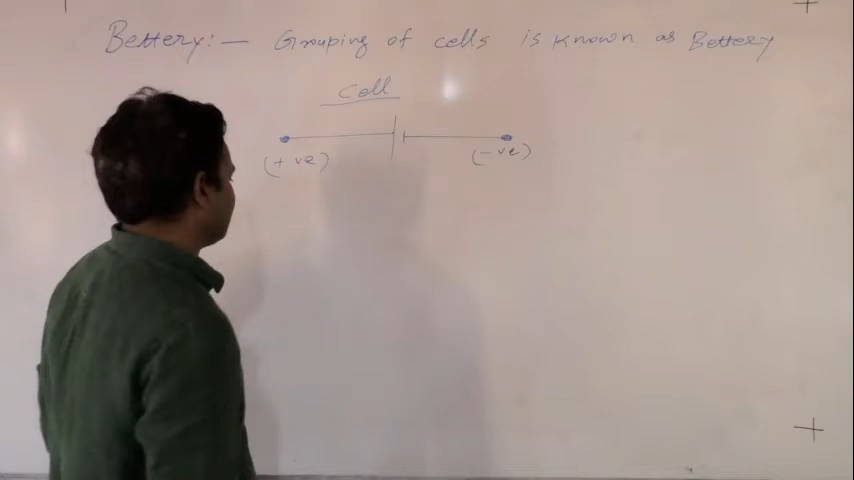 Bettery:— Grouping of cells is known as Bettery
Cell
(+ve) (-ve)